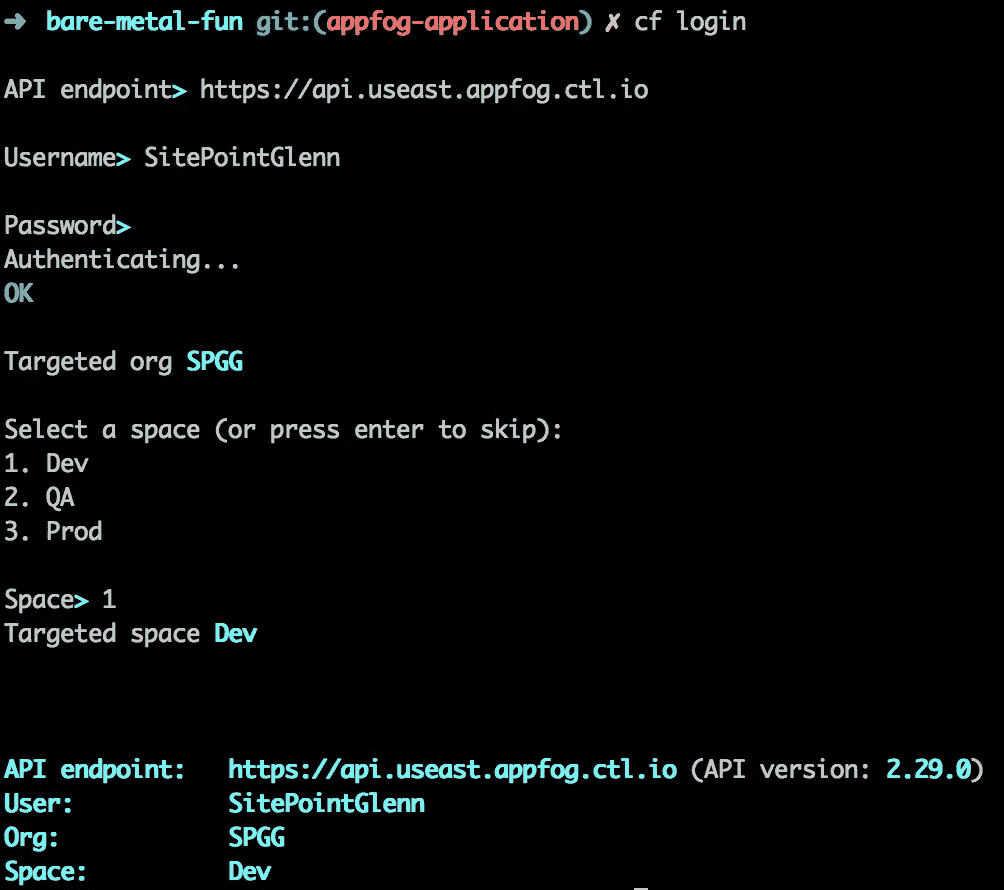 ➜ bare-metal-fun git:(appfog-application) ✗ cf login
API endpoint> https://api.useast.appfog.ctl.io
Username> SitePointGlenn
Password>
Authenticating...
OK
Targeted org SPGG
Select a space (or press enter to skip):
1. Dev
2. QA
3. Prod
Space> 1
Targeted space Dev
API endpoint: https://api.useast.appfog.ctl.io (API version: 2.29.0)
User: SitePointGlenn
Org: SPGG
Space: Dev